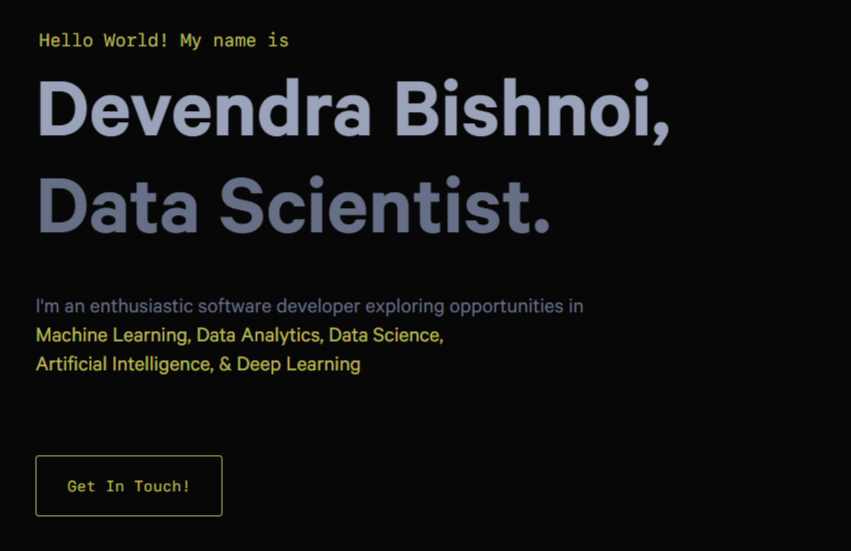 Hello World! My name is
Devendra Bishnoi,
Data Scientist.
I'm an enthusiastic software developer exploring opportunities in
Machine Learning, Data Analytics, Data Science,
Artificial Intelligence, & Deep Learning
Get In Touch!